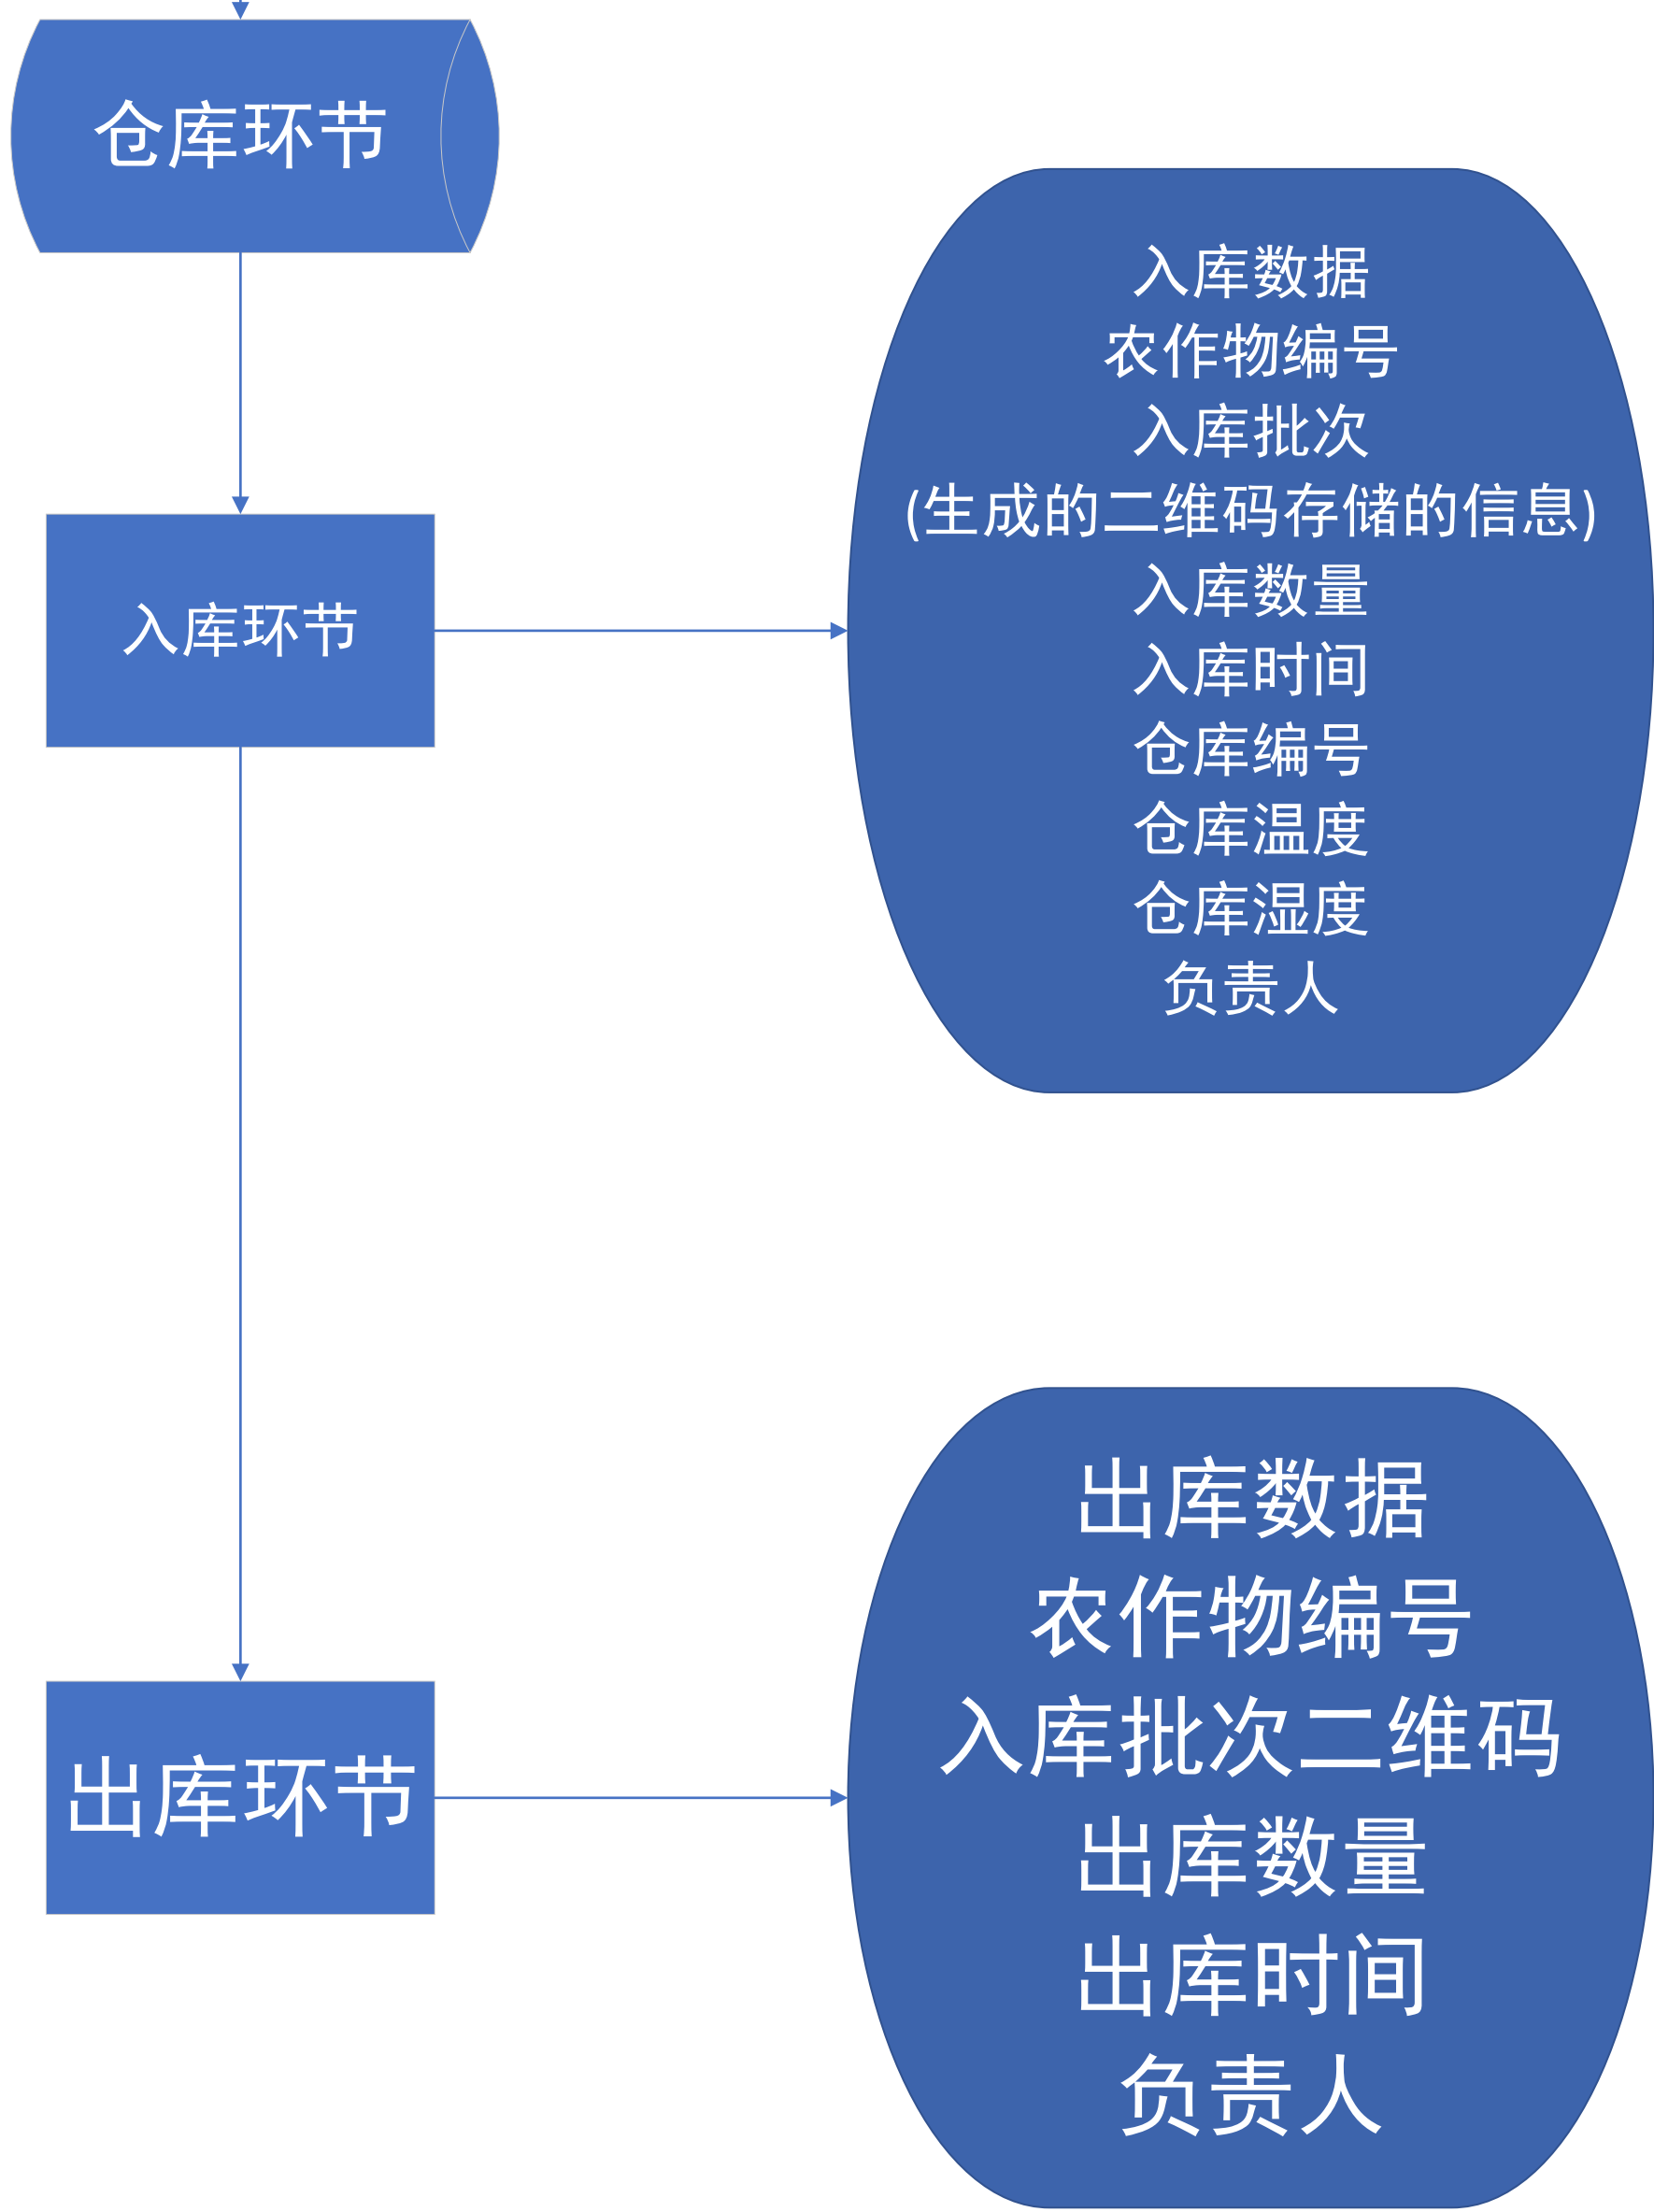 仓库环节
入库数据
农作物编号
入库批次
(生成的二维码存储的信息)
入库数量
入库时间
仓库编号
仓库温度
仓库湿度
负责人
入库环节
出库数据
农作物编号
入库批次二维码
出库数量
出库时间
负责人
出库环节